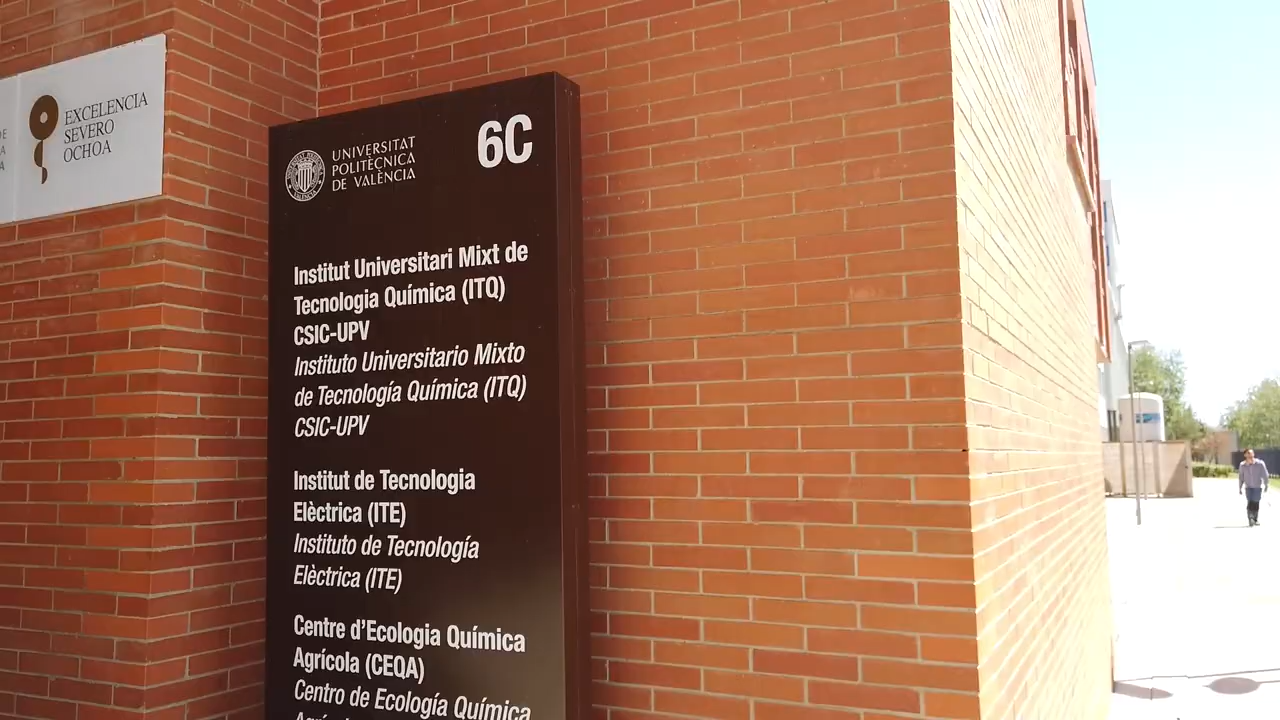 EXCELENCIA
SEVERO
OCHOA
UNIVERSITAT
POLITÈCNICA
DE VALÈNCIA
6C
Institut Universitari Mixt de
Tecnologia Química (ITQ)
CSIC-UPV
Instituto Universitario Mixto
de Tecnología Química (ITQ)
CSIC-UPV
Institut de Tecnologia
Elèctrica (ITE)
Instituto de Tecnología
Elèctrica (ITE)
Centre d'Ecologia Química
Agrícola (CEQA)
Centro de Ecología Química